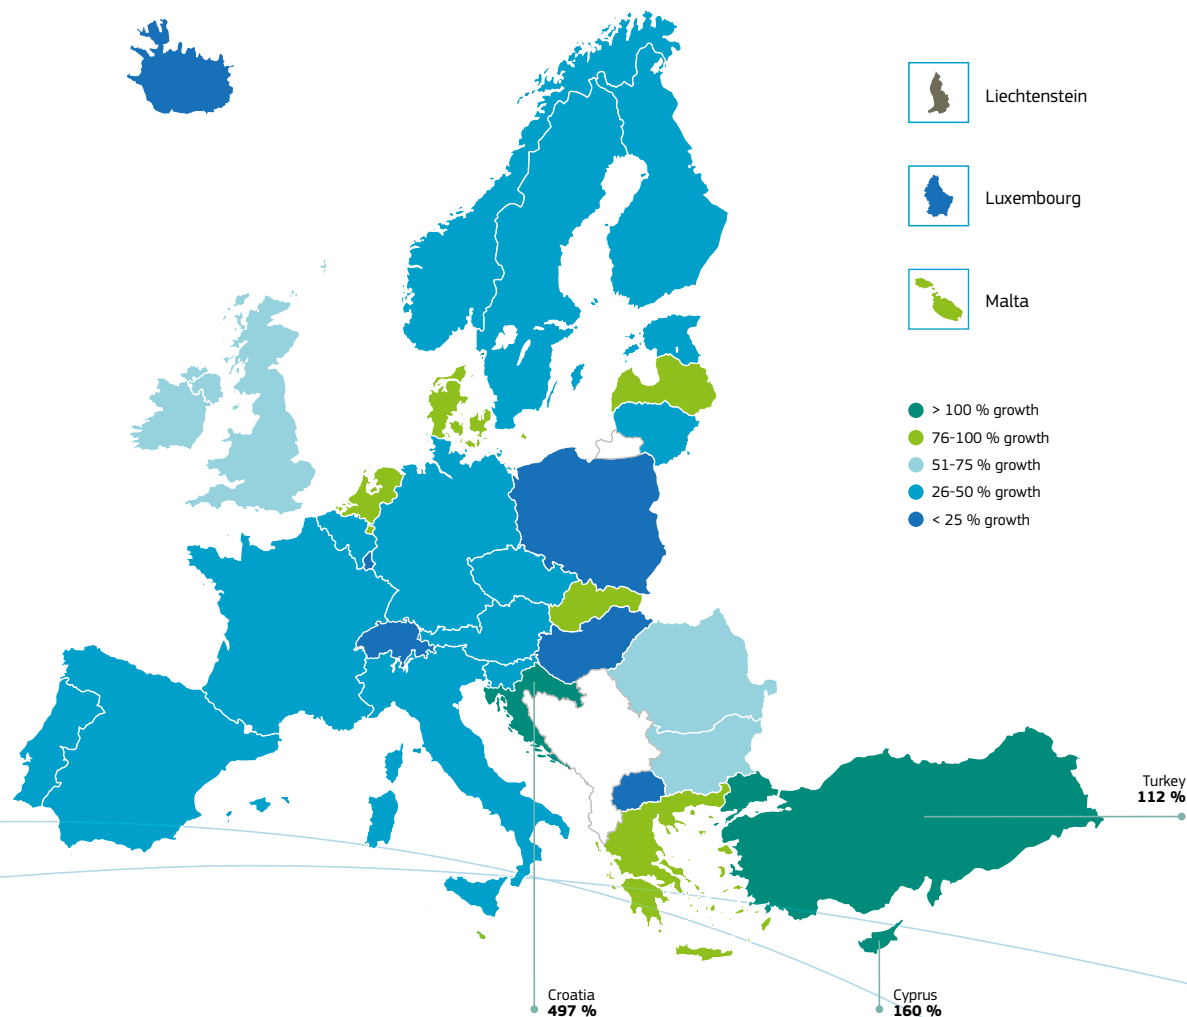 Liechtenstein
Luxembourg
Malta
> 100 % growth
76-100 % growth
51-75 % growth
26-50 % growth
< 25 % growth
Turkey
112 %
Croatia
497 %
Cyprus
160 %